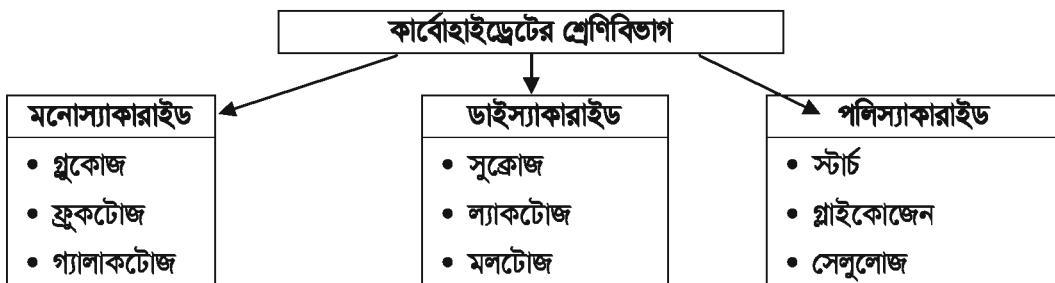 কার্বোহাইড্রেটের শ্রেণিবিভাগ
মনোস্যাকারাইড
• গ্লুকোজ
• ফ্রুকটোজ
• গ্যালাকটোজ
ডাইস্যাকারাইড
• সুক্রোজ
• ল্যাকটোজ
• মলটোজ
পলিস্যাকারাইড
• স্টার্চ
• গ্লাইকোজেন
• সেলুলোজ